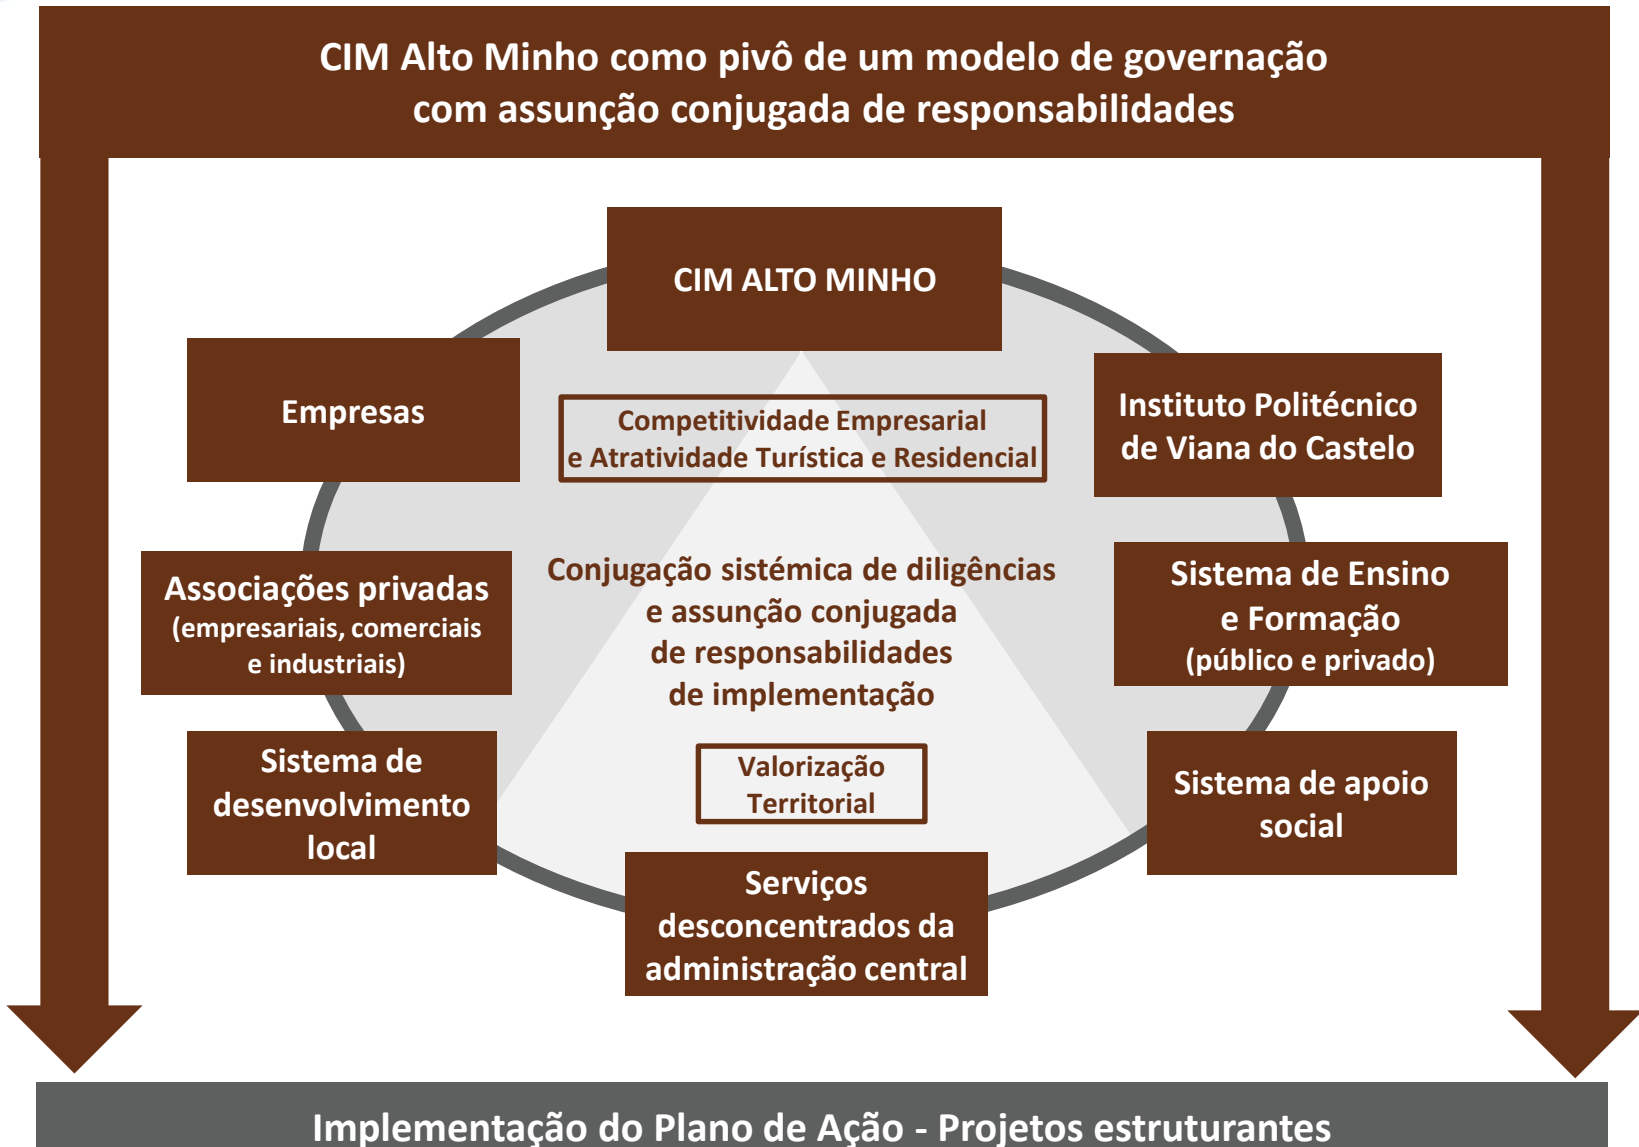 CIM Alto Minho como pivô de um modelo de governação
com assunção conjugada de responsabilidades
CIM ALTO MINHO
Empresas
Competitividade Empresarial
e Atratividade Turística e Residencial
Instituto Politécnico
de Viana do Castelo
Associações privadas
(empresariais, comerciais
e industriais)
Conjugação sistémica de diligências
e assunção conjugada
de responsabilidades
de implementação
Sistema de Ensino
e Formação
(público e privado)
Sistema de
desenvolvimento
local
Valorização
Territorial
Sistema de apoio
social
Serviços
desconcentrados da
administração central
Implementação do Plano de Ação - Projetos estruturantes